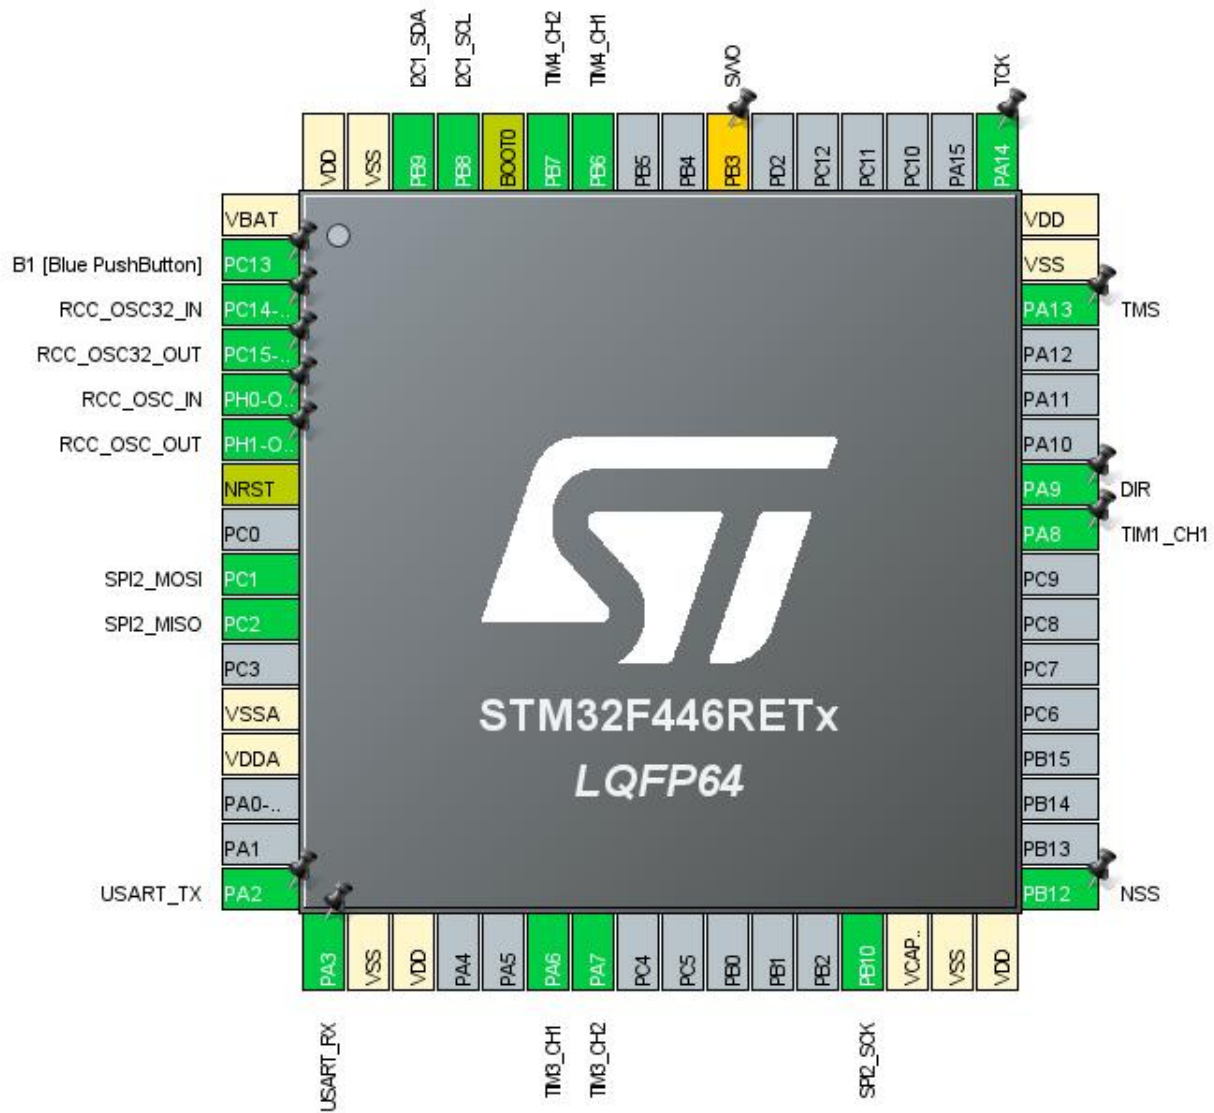 I2C1_SDA
I2C1_SCL
TIM4_CH2
TIM4_CH1
SWO
TCK
VDD
VSS
PB9
PB8
BOOT0
PB7
PB6
PB5
PB4
PB3
PD2
PC12
PC11
PC10
PA15
PA14
VBAT
VDD
B1 [Blue PushButton] PC13
VSS
RCC_OSC32_IN PC14-..
PA13 TMS
RCC_OSC32_OUT PC15-..
PA12
RCC_OSC_IN PH0-O..
PA11
RCC_OSC_OUT PH1-O..
PA10
NRST
PA9 DIR
PC0
PA8 TIM1_CH1
SPI2_MOSI PC1
PC9
SPI2_MISO PC2
PC8
PC3
PC7
VSSA
PC6
VDDA
PB15
PA0-..
PB14
PA1
PB13
USART_TX PA2
PB12 NSS
ST
STM32F446RETx
LQFP64
PA3
VSS
VDD
PA4
PA5
PA6
PA7
PC4
PC5
PB0
PB1
PB2
PB10
VCAP..
VSS
VDD
USART_RX
TIM3_CH1
TIM3_CH2
SPI2_SCK